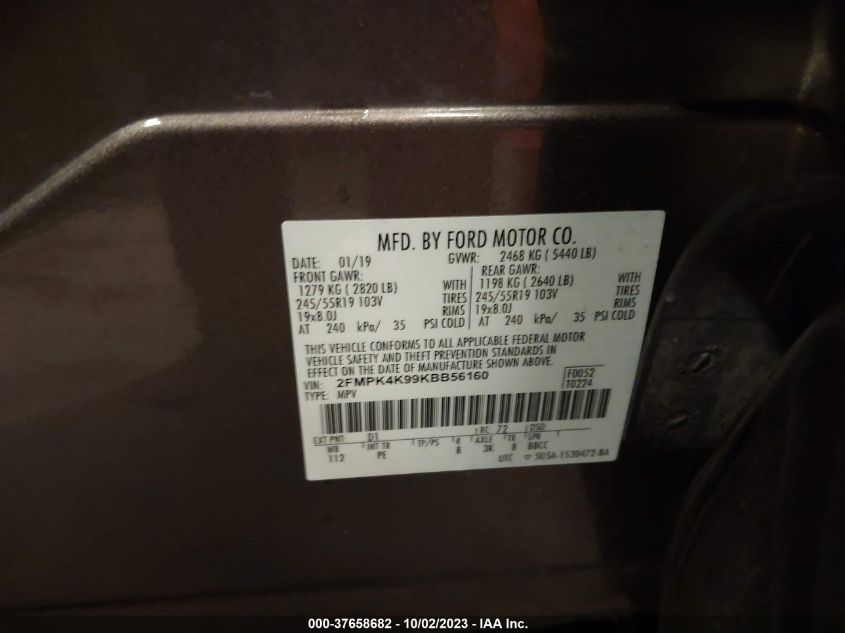 MFD. BY FORD MOTOR CO.
DATE: 01/19 GVWR: 2468 KG ( 5440 LB)
FRONT GAWR: REAR GAWR:
1279 KG ( 2820 LB) WITH 1198 KG ( 2640 LB) WITH
245/55R19 103V TIRES 245/55R19 103V TIRES
19x8.0J RIMS 19x8.0J RIMS
AT 240 kPa/ 35 PSI COLD AT 240 kPa/ 35 PSI COLD
THIS VEHICLE CONFORMS TO ALL APPLICABLE FEDERAL MOTOR
VEHICLE SAFETY AND THEFT PREVENTION STANDARDS IN
EFFECT ON THE DATE OF MANUFACTURE SHOWN ABOVE.
VIN: 2FMPK4K99KBB56160 F0052
TYPE: MPV T0224
EXT PNT: D1 RC: 72 DSO:
WB INT TR TP/PS R AXLE TR SPR
112 PE B 3K B BBCC
UTC ▽ 5U5A-1520472-BA
000-37658682 - 10/02/2023 - IAA Inc.